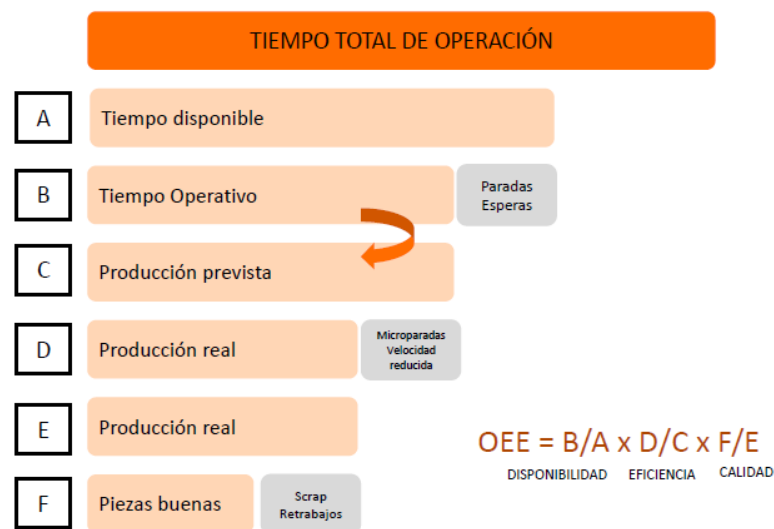 TIEMPO TOTAL DE OPERACIÓN
A
Tiempo disponible
B
Tiempo Operativo
Paradas
Esperas
C
Producción prevista
D
Producción real
Microparadas
Velocidad
reducida
E
Producción real
OEE = B/A x D/C x F/E
DISPONIBILIDAD EFICIENCIA CALIDAD
F
Piezas buenas
Scrap
Retrabajos